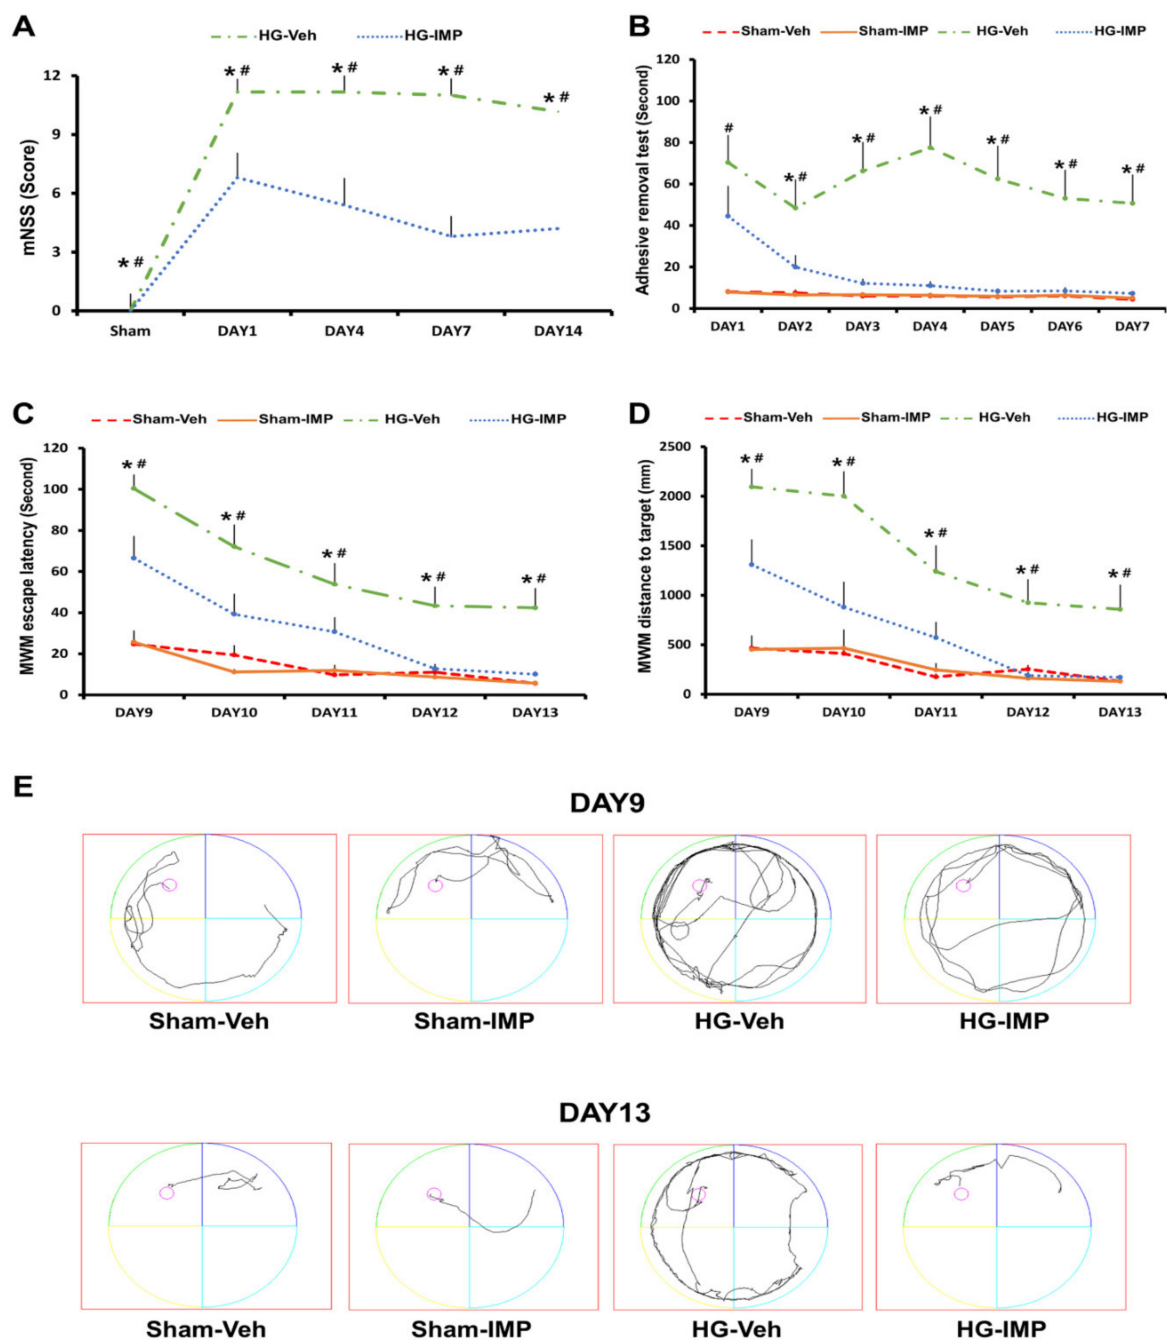 A
HG-Veh HG-IMP
mNSS (Score)
12
9
6
3
0
* #
* #
* #
* #
* #
Sham DAY1 DAY4 DAY7 DAY14
B
Sham-Veh Sham-IMP HG-Veh HG-IMP
Adhesive removal test (Second)
120
100
80
60
40
20
0
#
* #
* #
* #
* #
* #
* #
DAY1 DAY2 DAY3 DAY4 DAY5 DAY6 DAY7
C
Sham-Veh Sham-IMP HG-Veh HG-IMP
MWM escape latency (Second)
120
100
80
60
40
20
0
* #
* #
* #
* #
* #
DAY9 DAY10 DAY11 DAY12 DAY13
D
Sham-Veh Sham-IMP HG-Veh HG-IMP
MWM distance to target (mm)
2500
2000
1500
1000
500
0
* #
* #
* #
* #
* #
DAY9 DAY10 DAY11 DAY12 DAY13
E
DAY9
Sham-Veh Sham-IMP HG-Veh HG-IMP
DAY13
Sham-Veh Sham-IMP HG-Veh HG-IMP